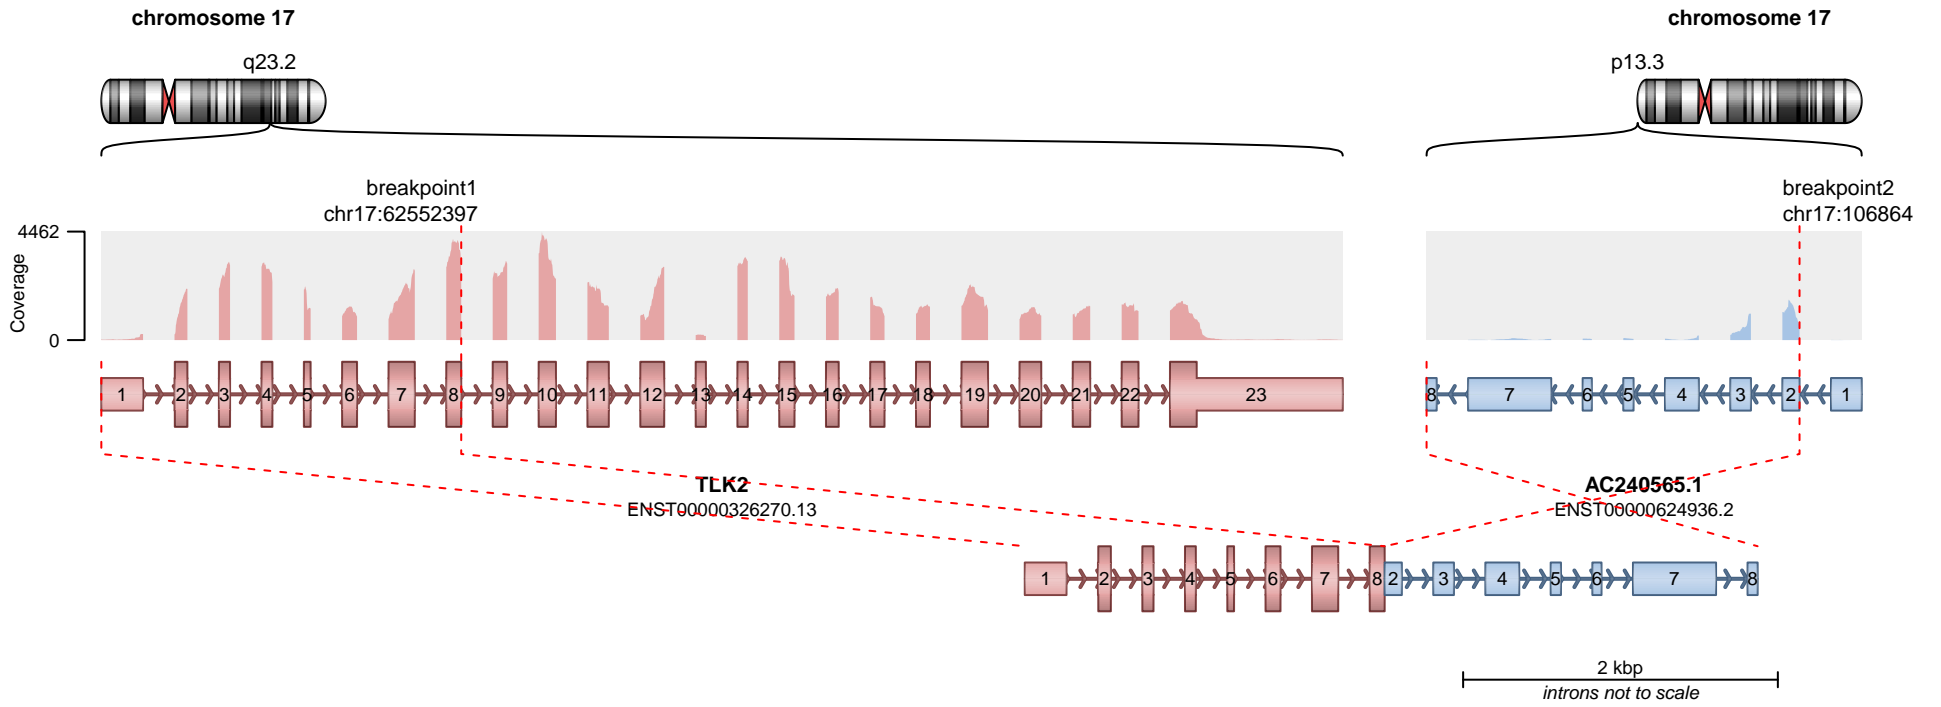 chromosome 17
chromosome 17
q23.2
p13.3
breakpoint1
chr17:62552397
breakpoint2
chr17:106864
4462
0
Coverage
1 2 3 4 5 6 7 8 9 10 11 12 13 14 15 16 17 18 19 20 21 22 23
8 7 6 5 4 3 2 1
TLK2
ENST00000326270.13
AC240565.1
ENST00000624936.2
1 2 3 4 5 6 7 8 2 3 4 5 6 7 8
2 kbp
introns not to scale